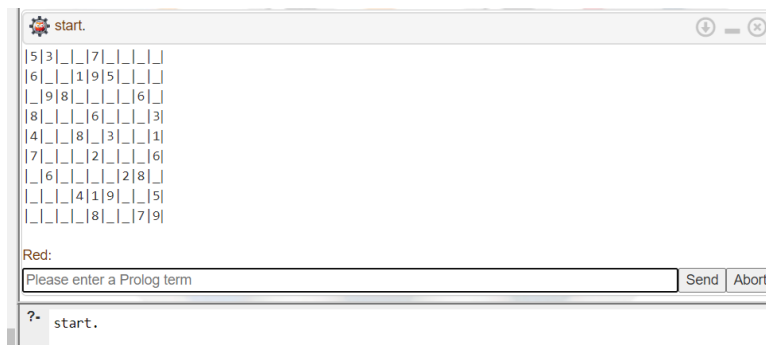 start.
|5|3|_|_|7|_|_|_|_|
|6|_|_|1|9|5|_|_|_|
|_|9|8|_|_|_|_|6|_|
|8|_|_|_|6|_|_|_|3|
|4|_|_|8|_|3|_|_|1|
|7|_|_|_|2|_|_|_|6|
|_|6|_|_|_|_|2|8|_|
|_|_|_|4|1|9|_|_|5|
|_|_|_|_|8|_|_|7|9|
Red:
Please enter a Prolog term Send Abort
?- start.